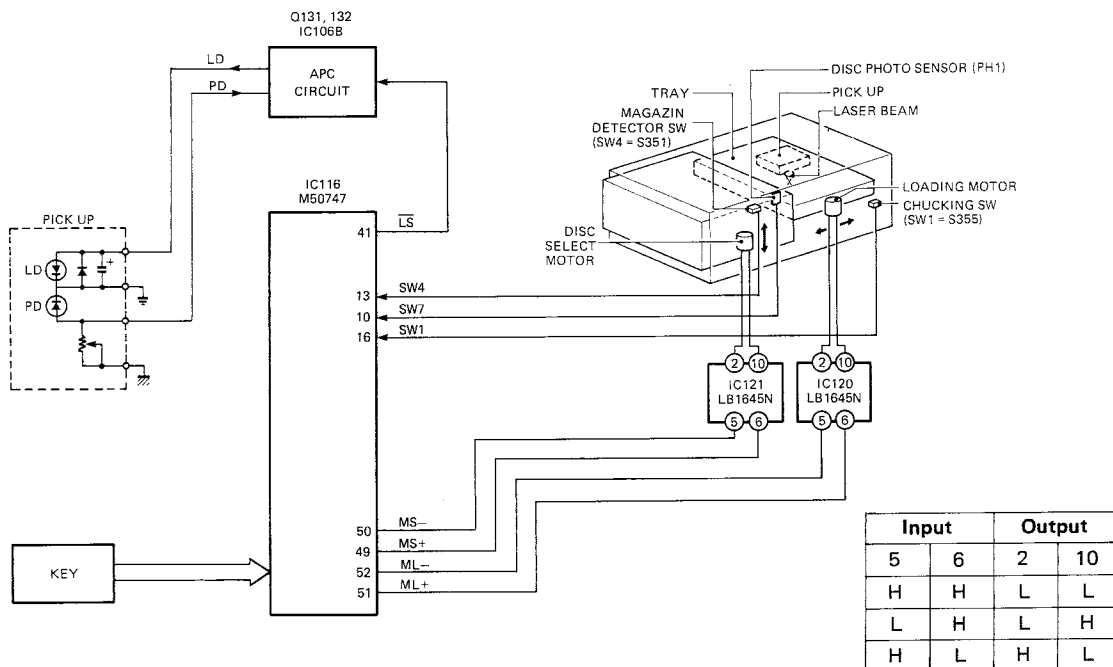 Q131, 132
IC106B
LD
PD
APC
CIRCUIT
DISC PHOTO SENSOR (PH1)
TRAY
PICK UP
MAGAZIN
DETECTOR SW
(SW4 = S351)
LASER BEAM
LOADING MOTOR
CHUCKING SW
(SW1 = S355)
DISC
SELECT
MOTOR
IC116
M50747
PICK UP
LD
+
PD
41
LS
13
SW4
10
SW7
16
SW1
2
10
2
10
IC121
LB1645N
IC120
LB1645N
5
6
5
6
50
MS−
49
MS+
52
ML−
51
ML+
KEY
Input Output
5 6 2 10
H H L L
L H L H
H L H L